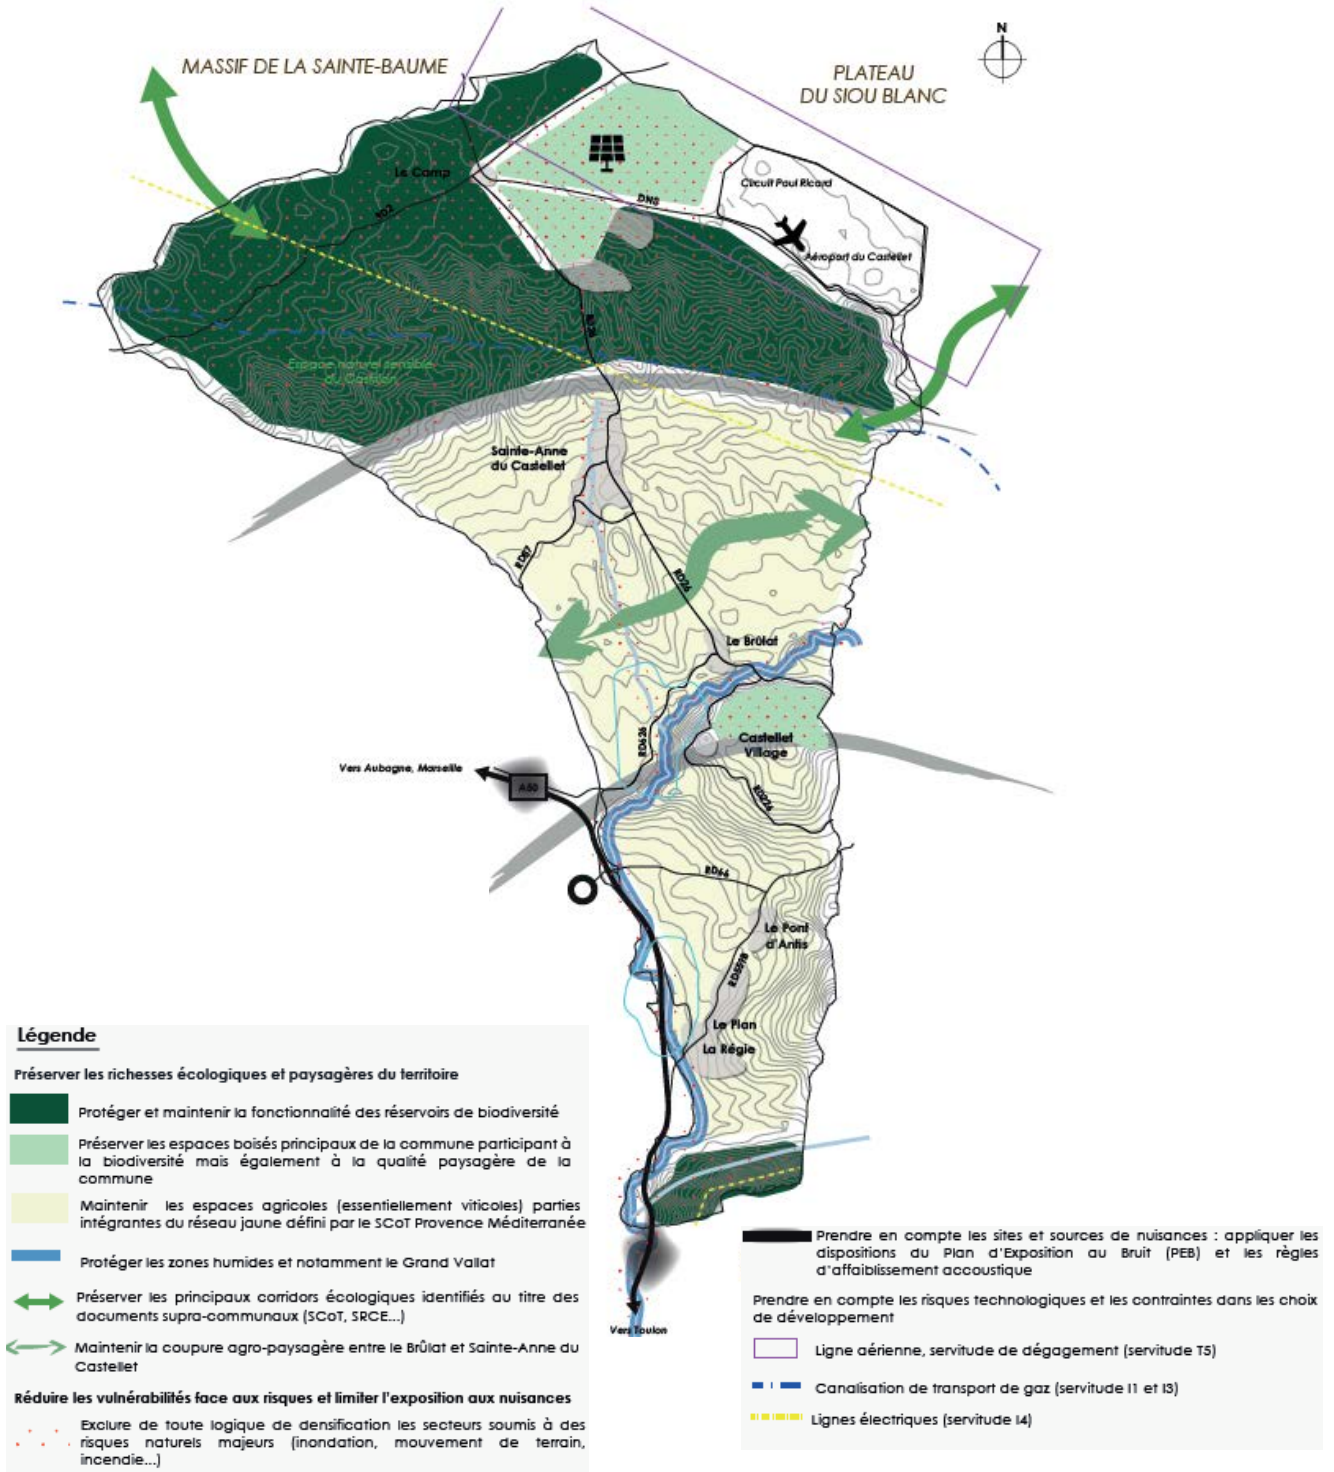 N
MASSIF DE LA SAINTE-BAUME
PLATEAU
DU SIOU BLANC
Le Camp
Circuit Paul Ricard
DN8
RD2
Aéroport du Castellet
RD26
Espace naturel sensible
Sainte-Anne
du Castellet
RD87
RD26
Le Brûlat
RD626
Castellet
Village
Vers Aubagne, Marseille
A50
RD226
RD66
Le Pont
d'Antis
RD559B
Le Plan
La Régie
Vers Toulon
Légende
Préserver les richesses écologiques et paysagères du territoire
Protéger et maintenir la fonctionnalité des réservoirs de biodiversité
Préserver les espaces boisés principaux de la commune participant à
la biodiversité mais également à la qualité paysagère de la
commune
Maintenir les espaces agricoles (essentiellement viticoles) parties
intégrantes du réseau jaune défini par le SCoT Provence Méditerranée
Protéger les zones humides et notamment le Grand Vallat
Préserver les principaux corridors écologiques identifiés au titre des
documents supra-communaux (SCoT, SRCE...)
Maintenir la coupure agro-paysagère entre le Brûlat et Sainte-Anne du
Castellet
Réduire les vulnérabilités face aux risques et limiter l'exposition aux nuisances
Exclure de toute logique de densification les secteurs soumis à des
risques naturels majeurs (inondation, mouvement de terrain,
incendie...)
Prendre en compte les sites et sources de nuisances : appliquer les
dispositions du Plan d'Exposition au Bruit (PEB) et les règles
d'affaiblissement accoustique
Prendre en compte les risques technologiques et les contraintes dans les choix
de développement
Ligne aérienne, servitude de dégagement (servitude T5)
Canalisation de transport de gaz (servitude I1 et I3)
Lignes électriques (servitude I4)